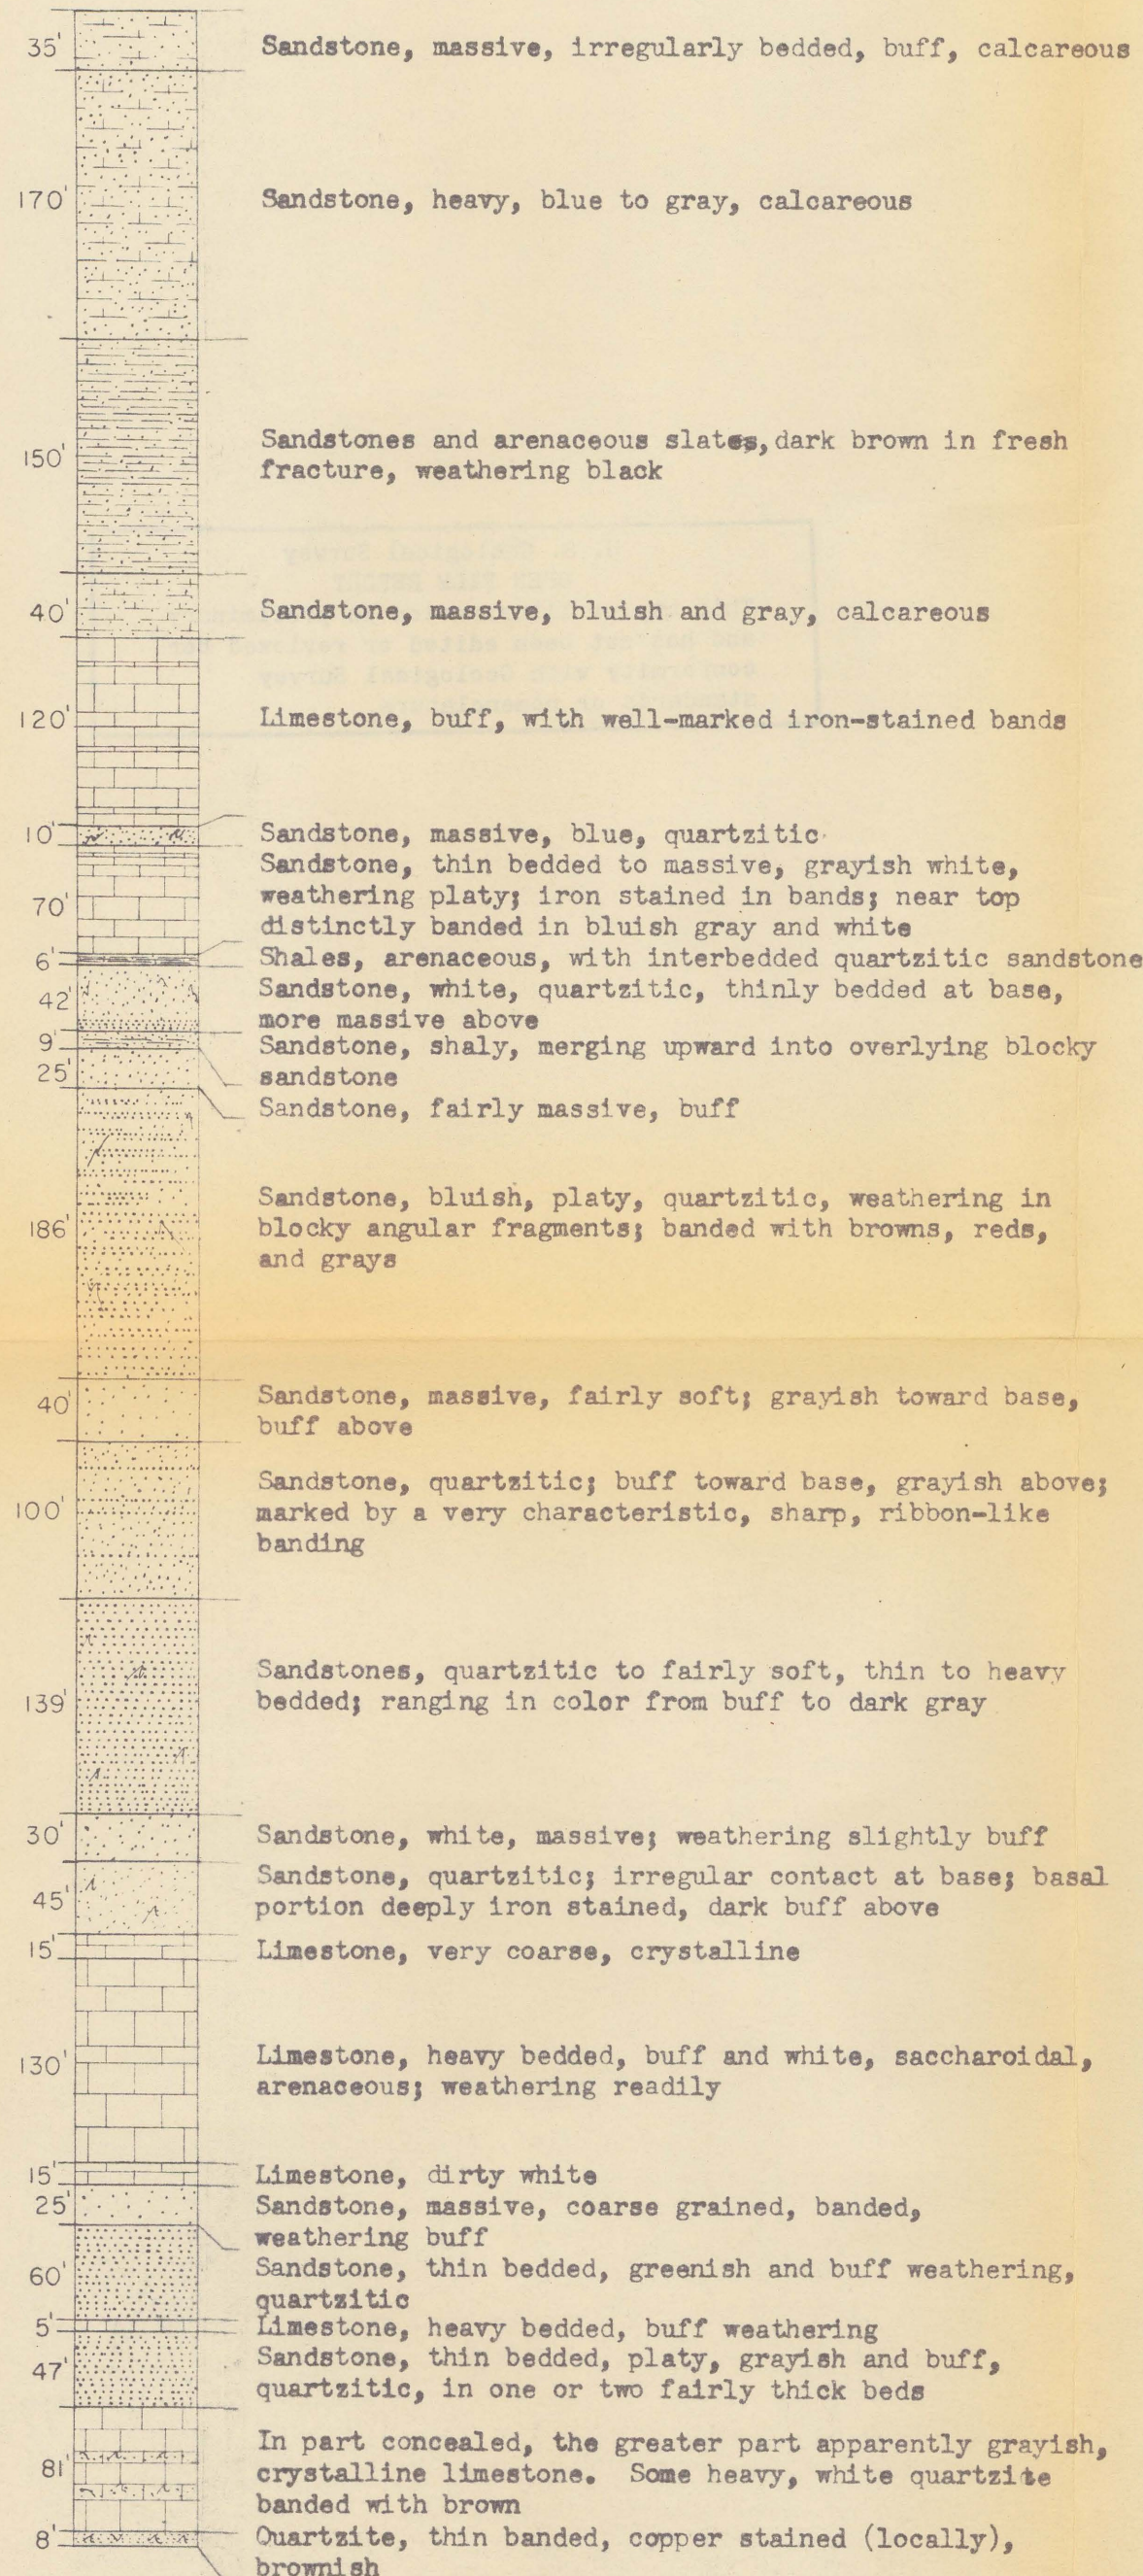 35' Sandstone, massive, irregularly bedded, buff, calcareous
170' Sandstone, heavy, blue to gray, calcareous
Sandstones and arenaceous slates, dark brown in fresh
150' fracture, weathering black
40' Sandstone, massive, bluish and gray, calcareous
120' Limestone, buff, with well-marked iron-stained bands
10' Sandstone, massive, blue, quartzitic
Sandstone, thin bedded to massive, grayish white,
70' weathering platy; iron stained in bands; near top
distinctly banded in bluish gray and white
6' Shales, arenaceous, with interbedded quartzitic sandstone
42' Sandstone, white, quartzitic, thinly bedded at base,
more massive above
9' Sandstone, shaly, merging upward into overlying blocky
25' sandstone
Sandstone, fairly massive, buff
Sandstone, bluish, platy, quartzitic, weathering in
186' blocky angular fragments; banded with browns, reds,
and grays
40' Sandstone, massive, fairly soft; grayish toward base,
buff above
Sandstone, quartzitic; buff toward base, grayish above;
100' marked by a very characteristic, sharp, ribbon-like
banding
Sandstones, quartzitic to fairly soft, thin to heavy
139' bedded; ranging in color from buff to dark gray
30' Sandstone, white, massive; weathering slightly buff
Sandstone, quartzitic; irregular contact at base; basal
45' portion deeply iron stained, dark buff above
15' Limestone, very coarse, crystalline
130' Limestone, heavy bedded, buff and white, saccharoidal,
arenaceous; weathering readily
15' Limestone, dirty white
25' Sandstone, massive, coarse grained, banded,
weathering buff
60' Sandstone, thin bedded, greenish and buff weathering,
quartzitic
5' Limestone, heavy bedded, buff weathering
47' Sandstone, thin bedded, platy, grayish and buff,
quartzitic, in one or two fairly thick beds
In part concealed, the greater part apparently grayish,
81' crystalline limestone. Some heavy, white quartzite
banded with brown
8' Quartzite, thin banded, copper stained (locally),
brownish